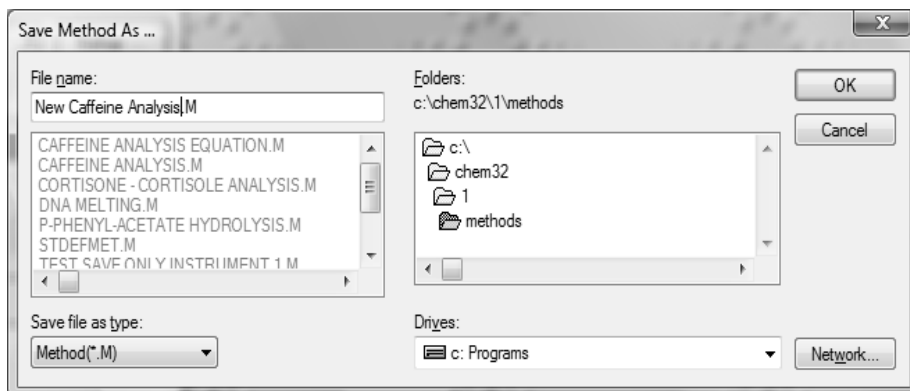 Save Method As ...
File name:
New Caffeine Analysis.M
CAFFEINE ANALYSIS EQUATION.M
CAFFEINE ANALYSIS.M
CORTISONE - CORTISOLE ANALYSIS.M
DNA MELTING.M
P-PHENYL-ACETATE HYDROLYSIS.M
STDEFMET.M
TEST SAVE ONLY INSTRUMENT 1.M
Save file as type:
Method(*.M)
Folders:
c:\chem32\1\methods
c:\
chem32
1
methods
Drives:
c: Programs
OK
Cancel
Network...